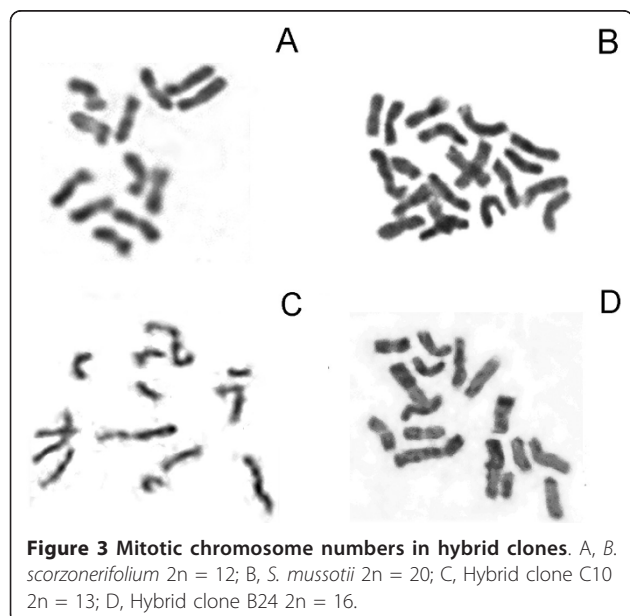 A
B
C
D
Figure 3 Mitotic chromosome numbers in hybrid clones. A, B.
scorzonerifolium 2n = 12; B, S. mussotii 2n = 20; C, Hybrid clone C10
2n = 13; D, Hybrid clone B24 2n = 16.